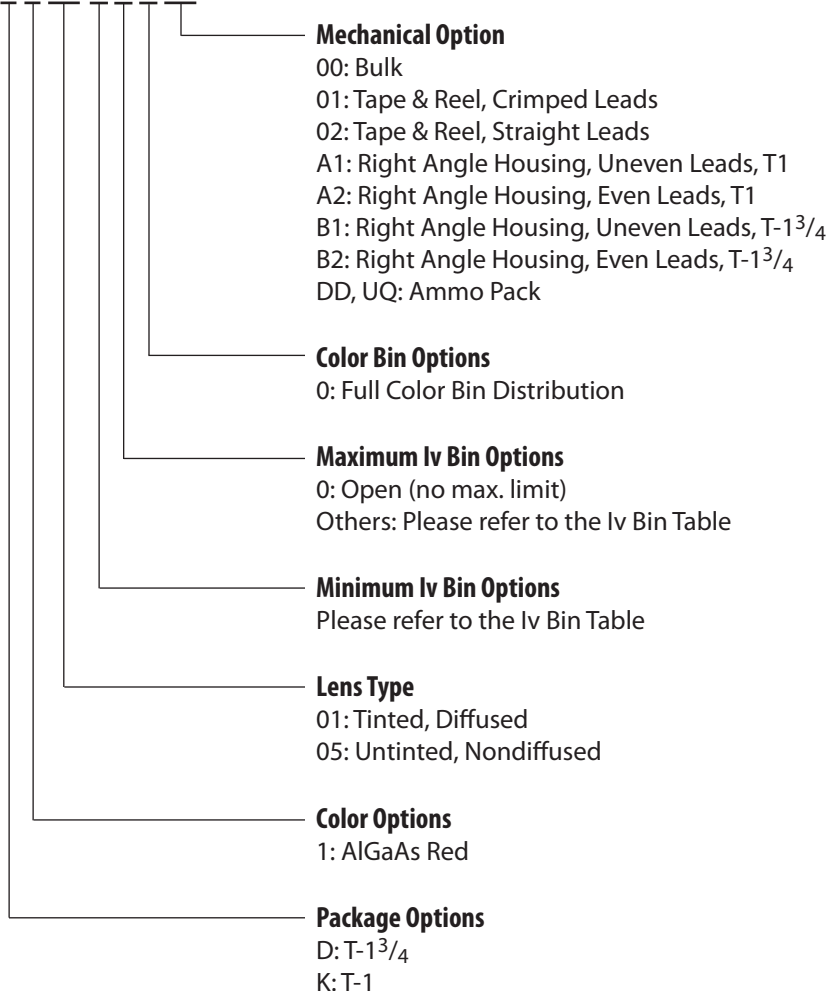 Mechanical Option
00: Bulk
01: Tape & Reel, Crimped Leads
02: Tape & Reel, Straight Leads
A1: Right Angle Housing, Uneven Leads, T1
A2: Right Angle Housing, Even Leads, T1
B1: Right Angle Housing, Uneven Leads, T-1³/₄
B2: Right Angle Housing, Even Leads, T-1³/₄
DD, UQ: Ammo Pack
Color Bin Options
0: Full Color Bin Distribution
Maximum Iv Bin Options
0: Open (no max. limit)
Others: Please refer to the Iv Bin Table
Minimum Iv Bin Options
Please refer to the Iv Bin Table
Lens Type
01: Tinted, Diffused
05: Untinted, Nondiffused
Color Options
1: AlGaAs Red
Package Options
D: T-1³/₄
K: T-1